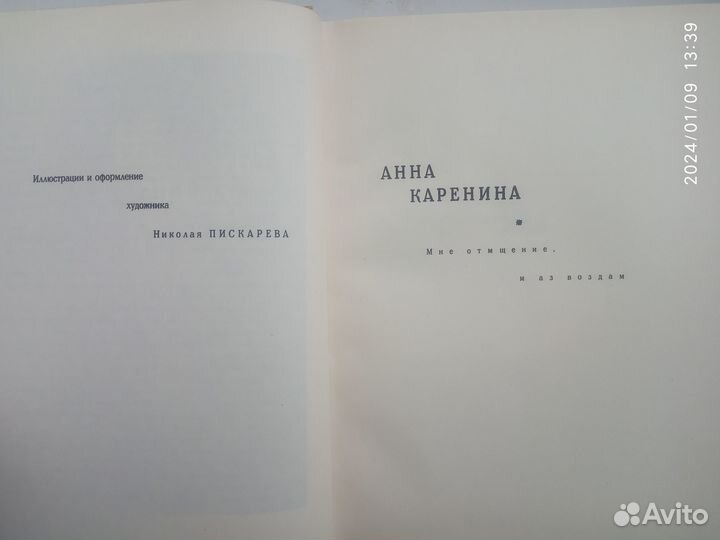 Иллюстрации и оформление
художника
Николая ПИСКАРЕВА
АННА
КАРЕНИНА
*
Мне отмщение,
и аз воздам
2024/01/09 13:39
Avito